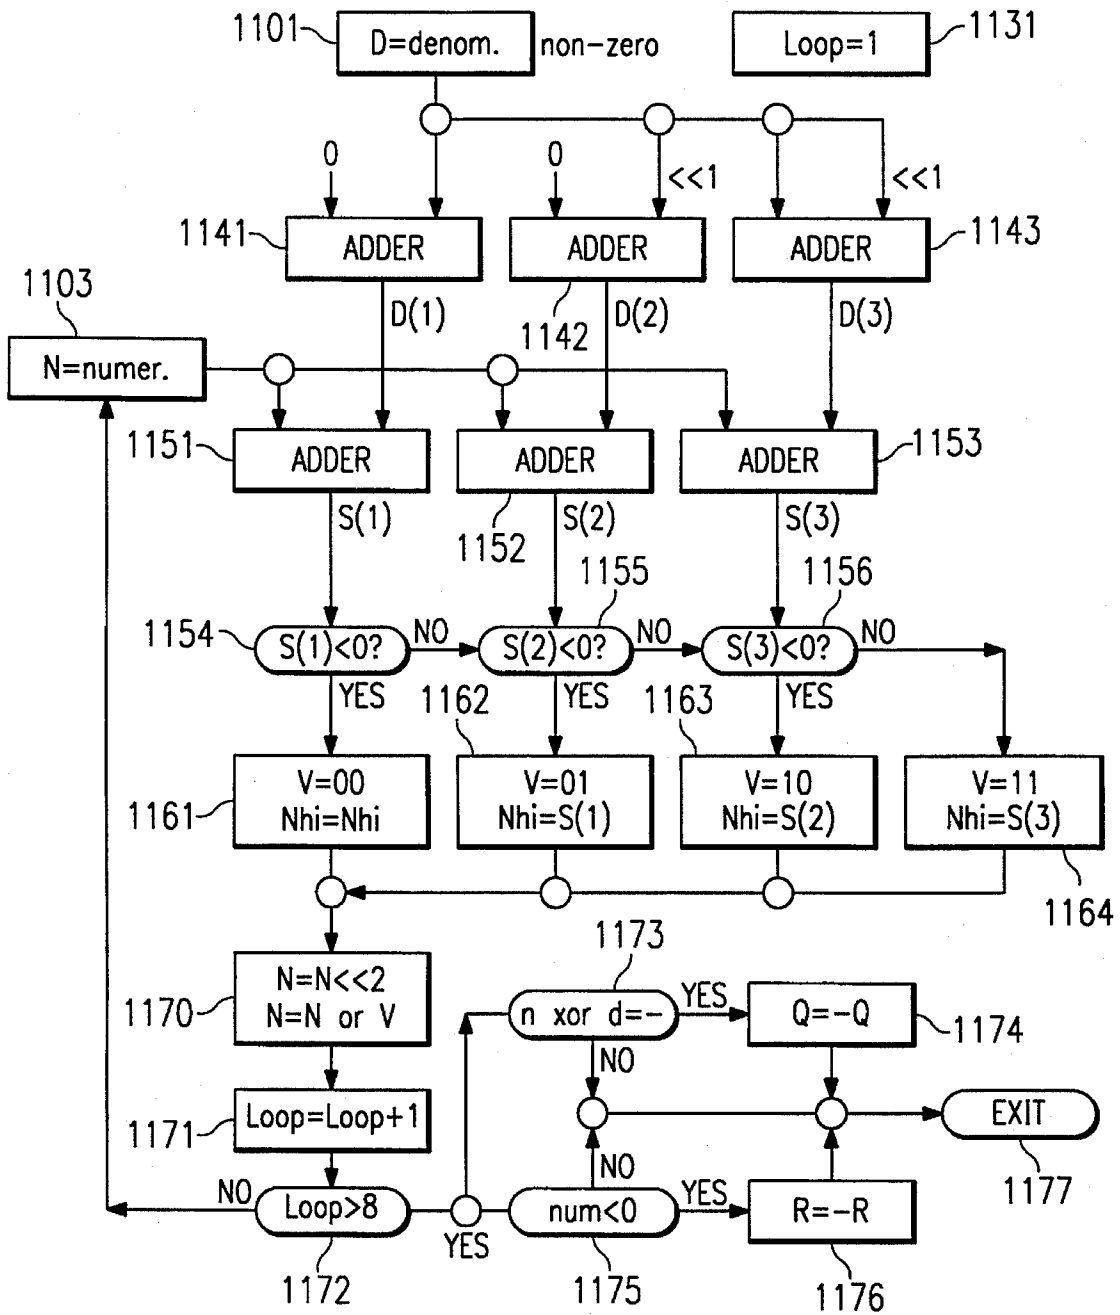 1101
D=denom.
non-zero
Loop=1
1131
0
0
<<1
<<1
1141
ADDER
ADDER
ADDER
1143
1103
D(1)
1142
D(2)
D(3)
N=numer.
1151
ADDER
ADDER
ADDER
1153
S(1)
1152
S(2)
S(3)
1155
1156
1154
S(1)<0?
NO
S(2)<0?
NO
S(3)<0?
NO
YES
1162
YES
1163
YES
1161
V=00
Nhi=Nhi
V=01
Nhi=S(1)
V=10
Nhi=S(2)
V=11
Nhi=S(3)
1164
1173
1170
N=N<<2
N=N or V
n xor d=-
YES
Q=-Q
1174
NO
1171
Loop=Loop+1
EXIT
1177
NO
NO
Loop>8
YES
num<0
YES
R=-R
1172
1175
1176